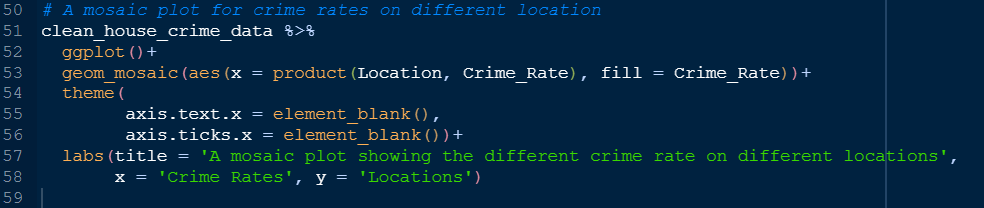 50 # A mosaic plot for crime rates on different location
51 clean_house_crime_data %>%
52 ggplot()+
53 geom_mosaic(aes(x = product(Location, Crime_Rate), fill = Crime_Rate))+
54 theme(
55 axis.text.x = element_blank(),
56 axis.ticks.x = element_blank())+
57 labs(title = 'A mosaic plot showing the different crime rate on different locations',
58 x = 'Crime Rates', y = 'Locations')
59